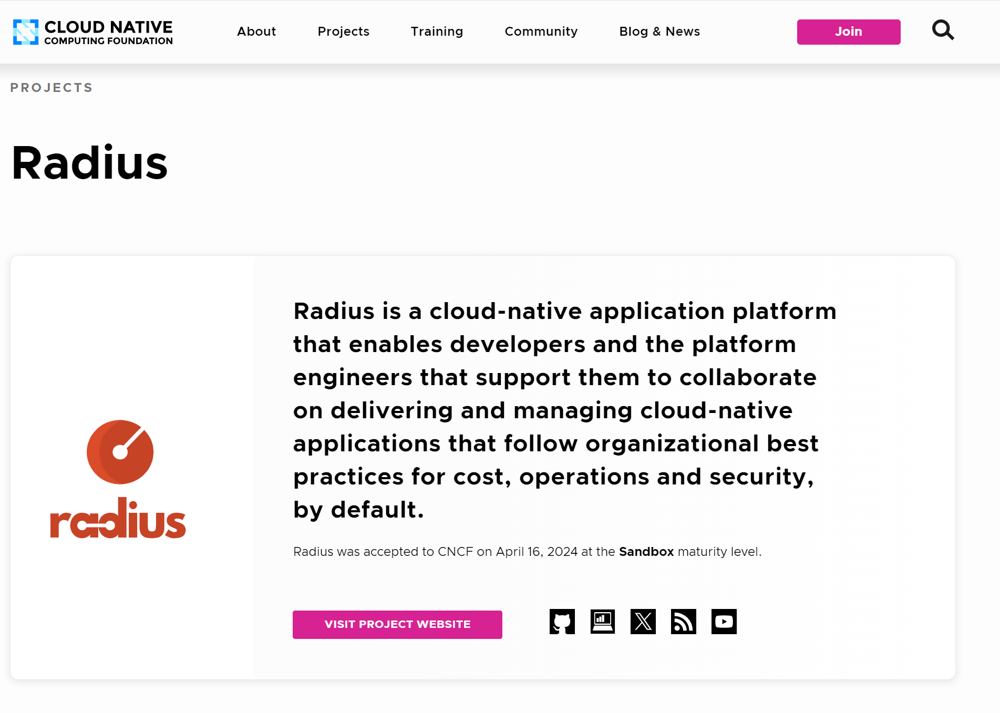 CLOUD NATIVE
COMPUTING FOUNDATION
About
Projects
Training
Community
Blog & News
Join
PROJECTS
Radius
radius
Radius is a cloud-native application platform
that enables developers and the platform
engineers that support them to collaborate
on delivering and managing cloud-native
applications that follow organizational best
practices for cost, operations and security,
by default.
Radius was accepted to CNCF on April 16, 2024 at the Sandbox maturity level.
VISIT PROJECT WEBSITE